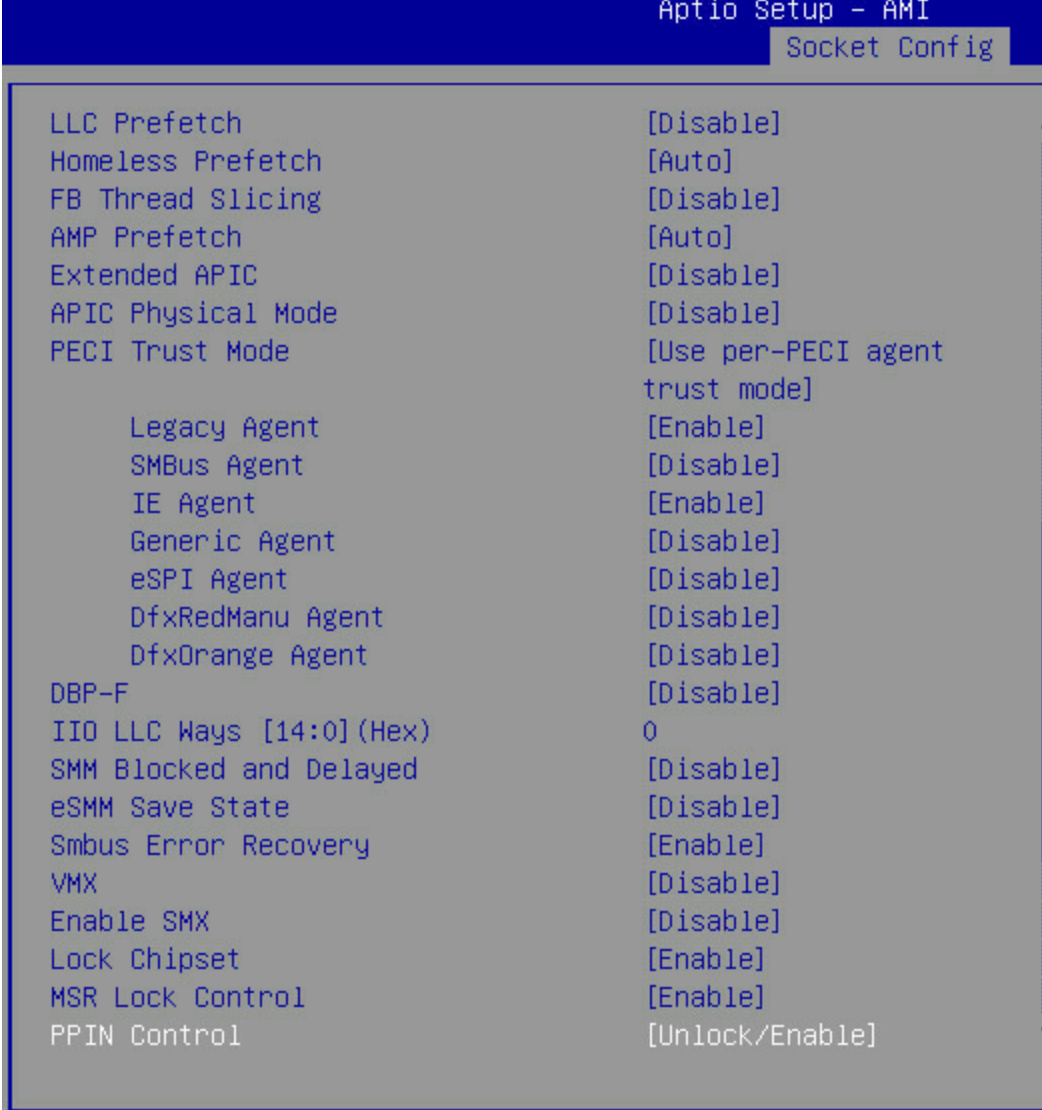 Aptio Setup – AMI
Socket Config
LLC Prefetch [Disable]
Homeless Prefetch [Auto]
FB Thread Slicing [Disable]
AMP Prefetch [Auto]
Extended APIC [Disable]
APIC Physical Mode [Disable]
PECI Trust Mode [Use per-PECI agent
trust mode]
Legacy Agent [Enable]
SMBus Agent [Disable]
IE Agent [Enable]
Generic Agent [Disable]
eSPI Agent [Disable]
DfxRedManu Agent [Disable]
DfxOrange Agent [Disable]
DBP-F [Disable]
IIO LLC Ways [14:0](Hex) 0
SMM Blocked and Delayed [Disable]
eSMM Save State [Disable]
Smbus Error Recovery [Enable]
VMX [Disable]
Enable SMX [Disable]
Lock Chipset [Enable]
MSR Lock Control [Enable]
PPIN Control [Unlock/Enable]